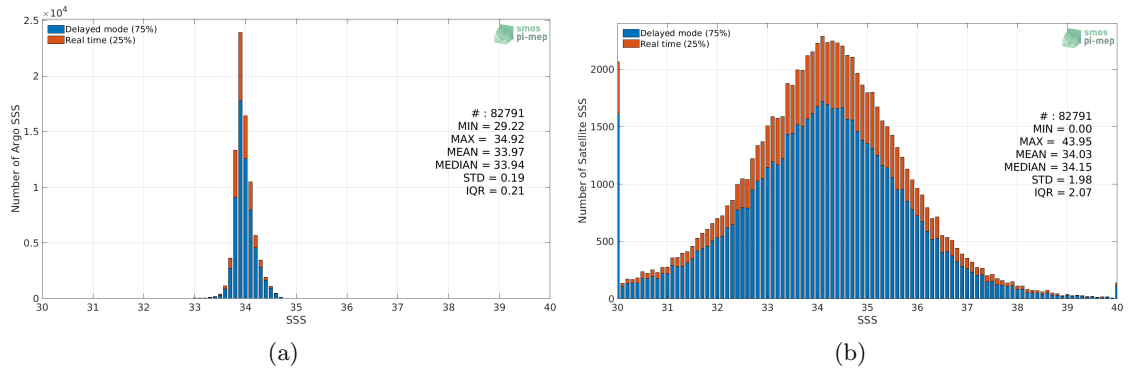 2.5 ×10⁴
Delayed mode (75%)
Real time (25%)
smos
pi-mep
2
1.5
1
0.5
0
Number of Argo SSS
# : 82791
MIN = 29.22
MAX = 34.92
MEAN = 33.97
MEDIAN = 33.94
STD = 0.19
IQR = 0.21
30 31 32 33 34 35 36 37 38 39 40
SSS
(a)
Delayed mode (75%)
Real time (25%)
smos
pi-mep
2000
1500
1000
500
0
Number of Satellite SSS
# : 82791
MIN = 0.00
MAX = 43.95
MEAN = 34.03
MEDIAN = 34.15
STD = 1.98
IQR = 2.07
30 31 32 33 34 35 36 37 38 39 40
SSS
(b)